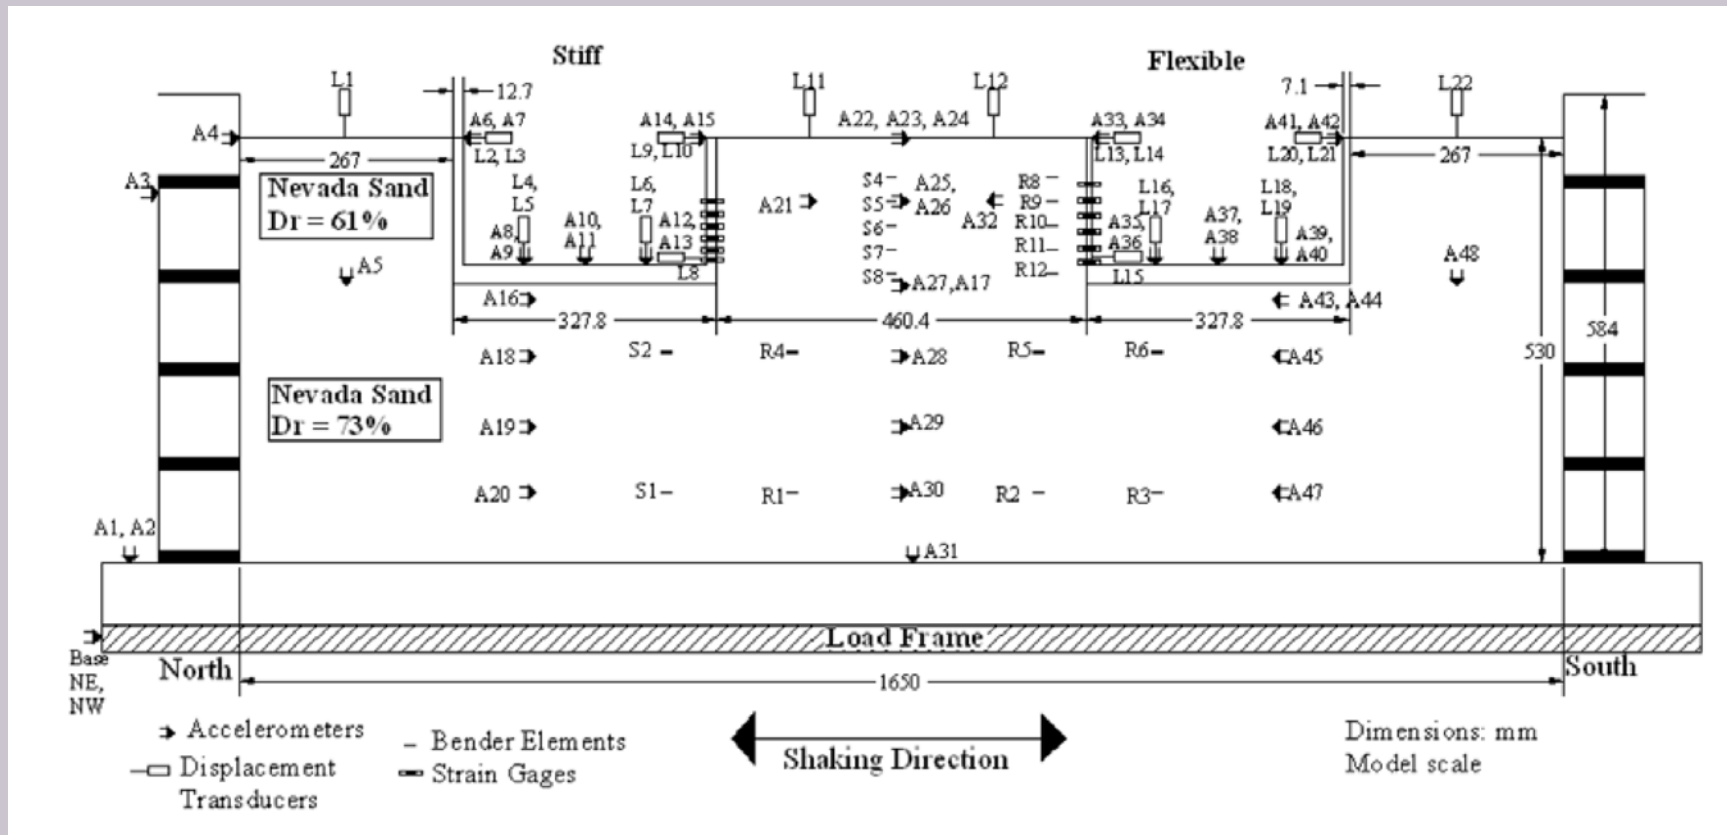 Stiff
Flexible
L1
L11
L12
L22
12.7
7.1
A4
A6, A7
A14, A15
A22, A23, A24
A33, A34
A41, A42
L2, L3
L9, L10
L13, L14
L20, L21
267
267
A3
Nevada Sand
Dr = 61%
L4,
L5
L6,
L7
S4
A25,
A26
R8
L16,
L17
L18,
L19
A21
S5
R9
A8,
A9
A10,
A11
A12,
A13
S6
A32
R10
A35,
A36
A37,
A38
A39,
A40
S7
R11
A5
L8
S8
A27,A17
R12
L15
A48
A16
A43, A44
327.8
460.4
327.8
584
530
A18
S2
R4
A28
R5
R6
A45
Nevada Sand
Dr = 73%
A19
A29
A46
A20
S1
R1
A30
R2
R3
A47
A1, A2
A31
Load Frame
Base
NE,
NW
North
South
1650
Accelerometers
Displacement
Transducers
Bender Elements
Strain Gages
Shaking Direction
Dimensions: mm
Model scale